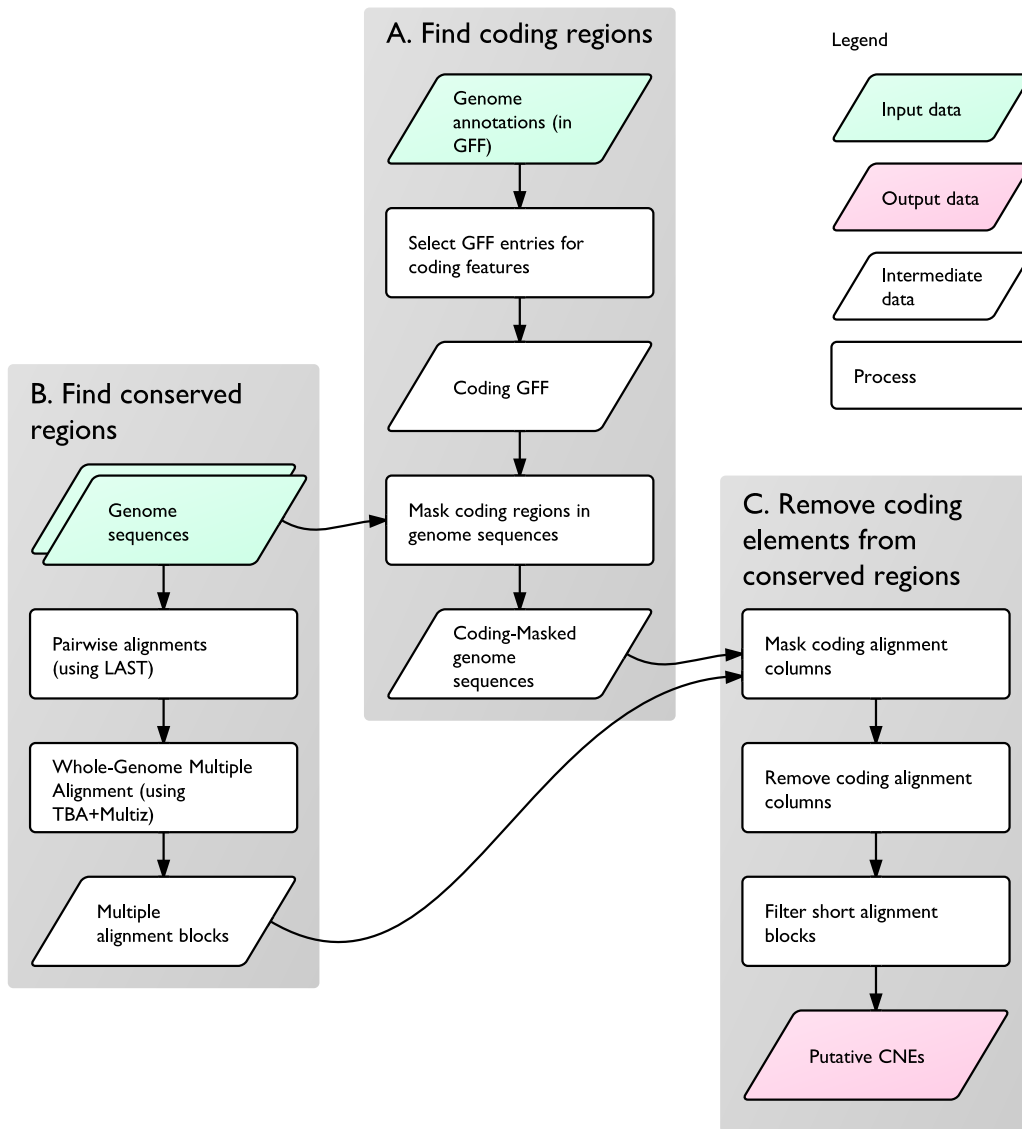 A. Find coding regions
Genome
annotations (in
GFF)
Select GFF entries for
coding features
Coding GFF
Mask coding regions in
genome sequences
Coding-Masked
genome
sequences
B. Find conserved
regions
Genome
sequences
Pairwise alignments
(using LAST)
Whole-Genome Multiple
Alignment (using
TBA+Multiz)
Multiple
alignment blocks
C. Remove coding
elements from
conserved regions
Mask coding alignment
columns
Remove coding alignment
columns
Filter short alignment
blocks
Putative CNEs
Legend
Input data
Output data
Intermediate
data
Process